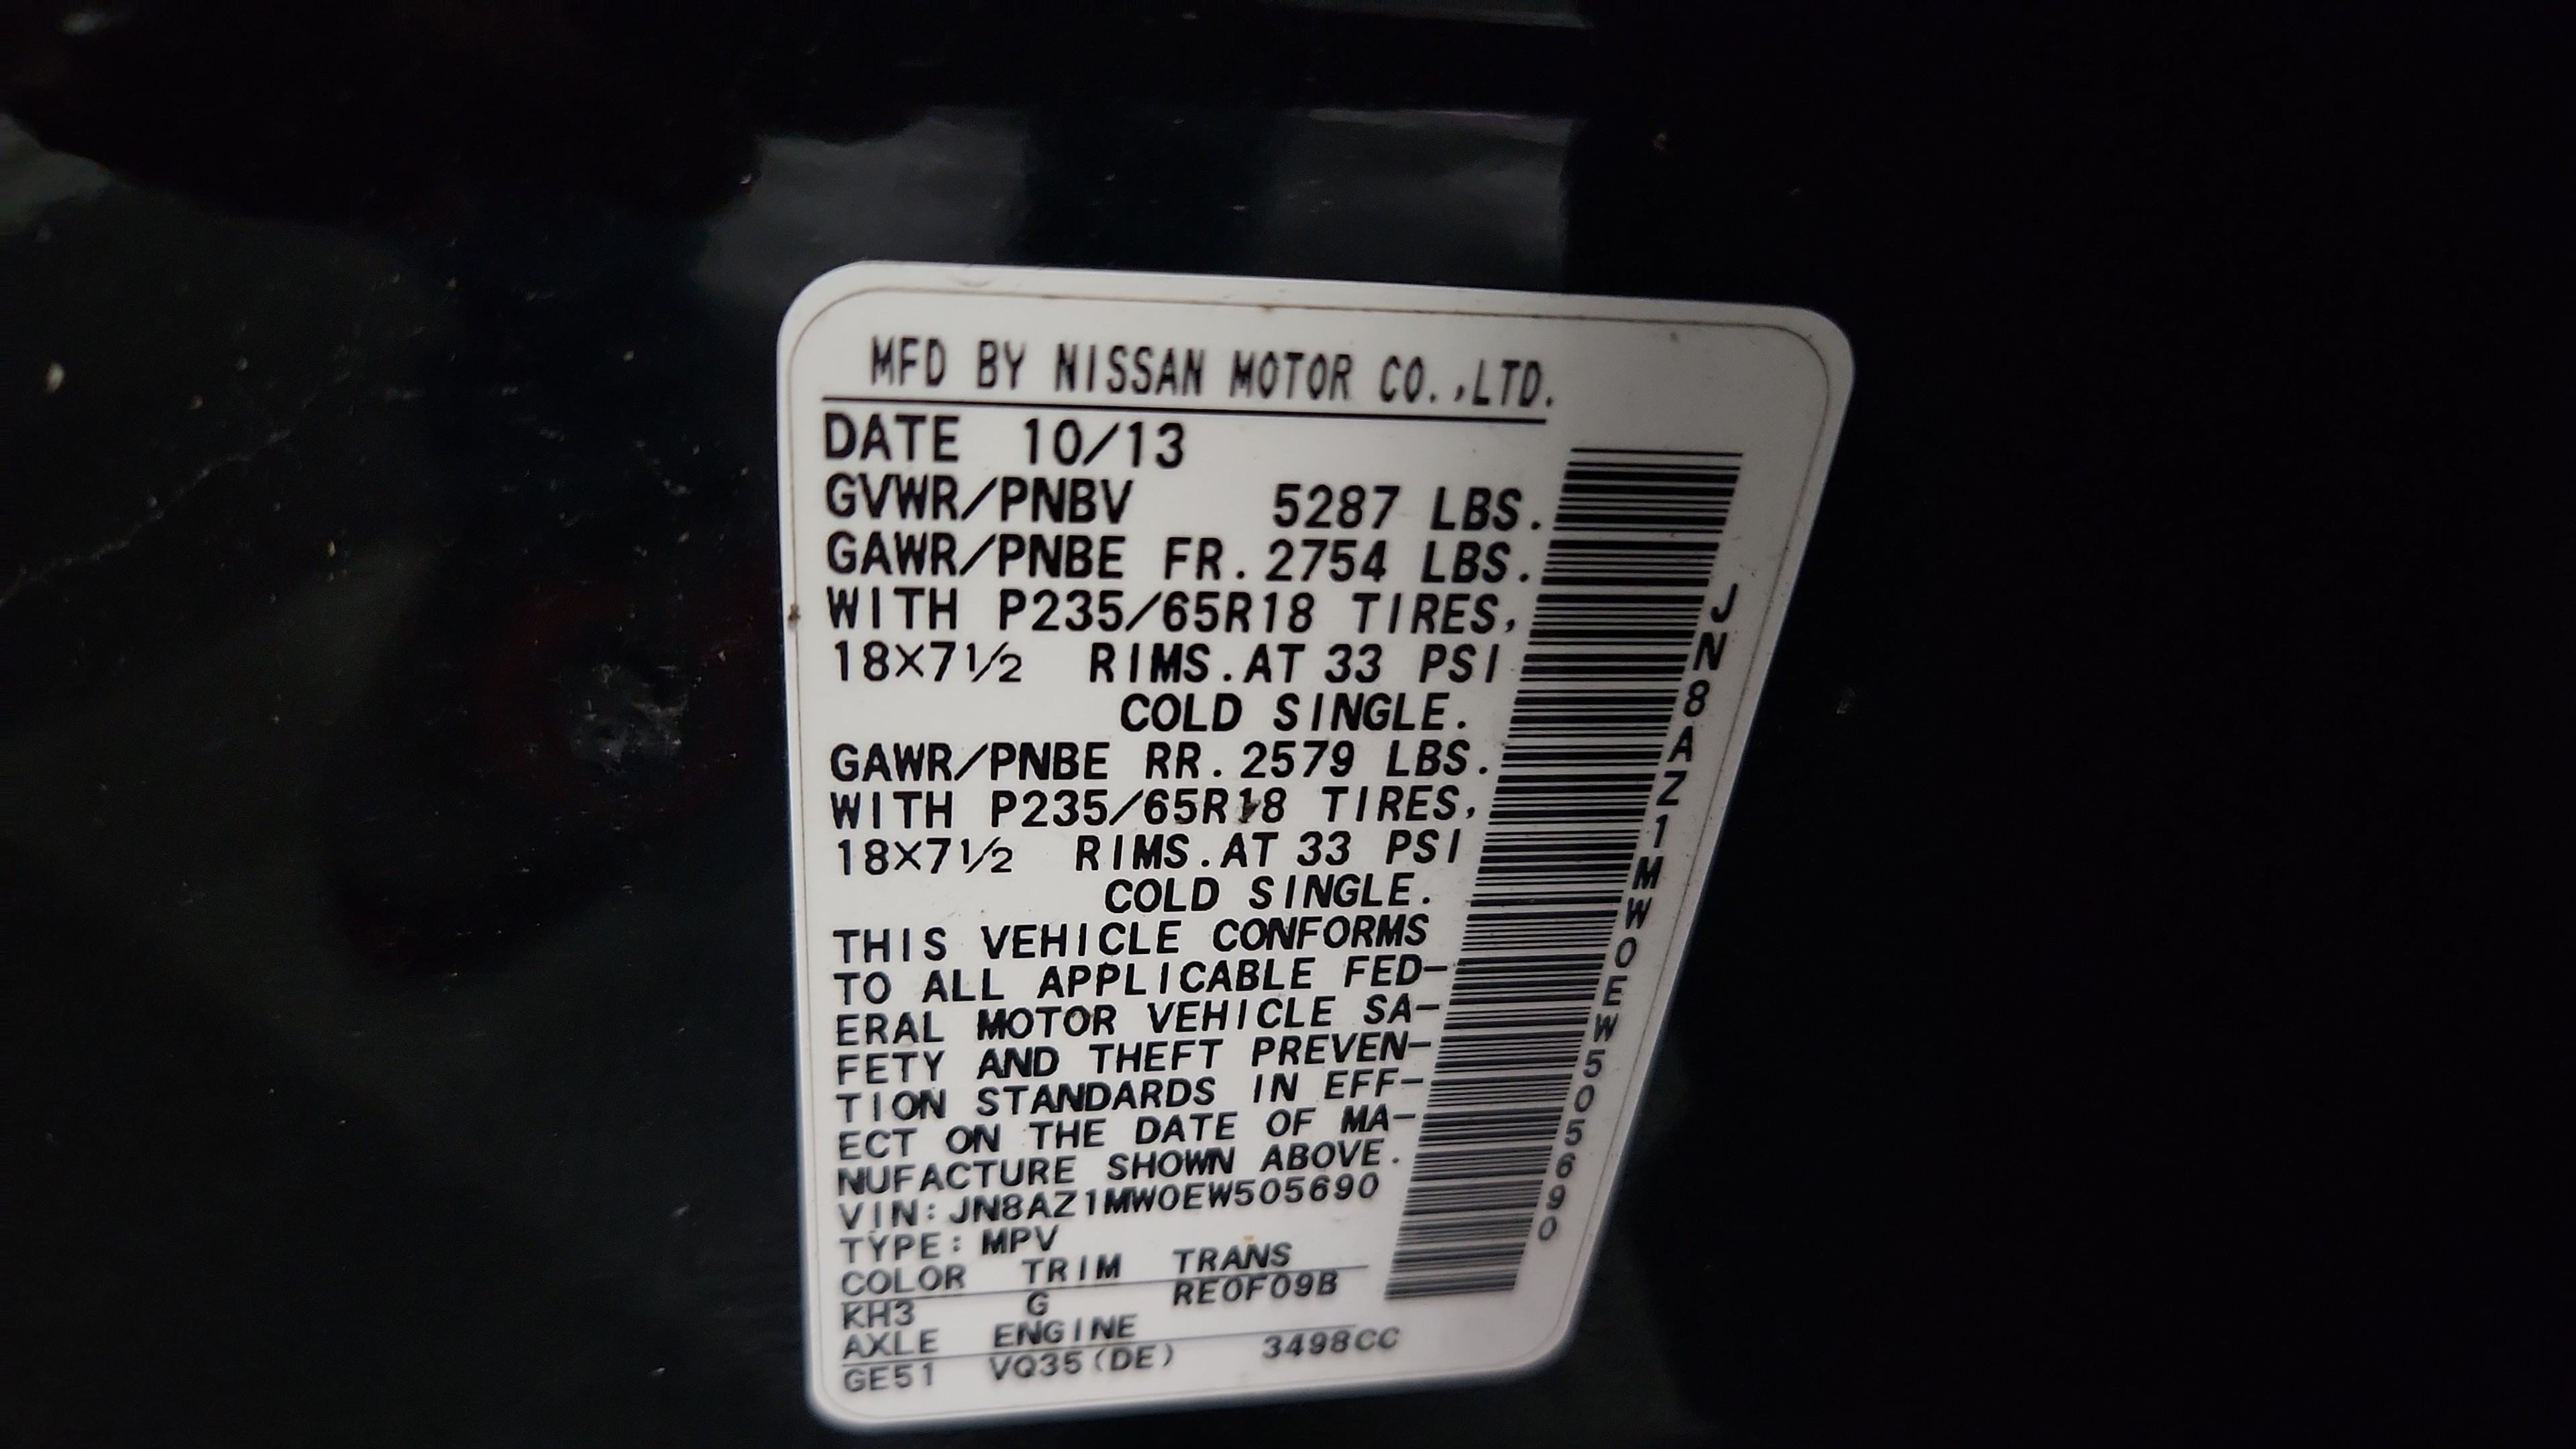 MFD BY NISSAN MOTOR CO.,LTD.
DATE 10/13
GVWR/PNBV 5287 LBS.
GAWR/PNBE FR. 2754 LBS.
WITH P235/65R18 TIRES,
18×7½ RIMS. AT 33 PSI
COLD SINGLE.
GAWR/PNBE RR. 2579 LBS.
WITH P235/65R18 TIRES,
18×7½ RIMS. AT 33 PSI
COLD SINGLE.
THIS VEHICLE CONFORMS
TO ALL APPLICABLE FED-
ERAL MOTOR VEHICLE SA-
FETY AND THEFT PREVEN-
TION STANDARDS IN EFF-
ECT ON THE DATE OF MA-
NUFACTURE SHOWN ABOVE.
VIN: JN8AZ1MW0EW505690
TYPE: MPV
COLOR TRIM TRANS
KH3 G RE0F09B
AXLE ENGINE
GE51 VQ35(DE) 3498CC
JN8AZ1MW0EW505690